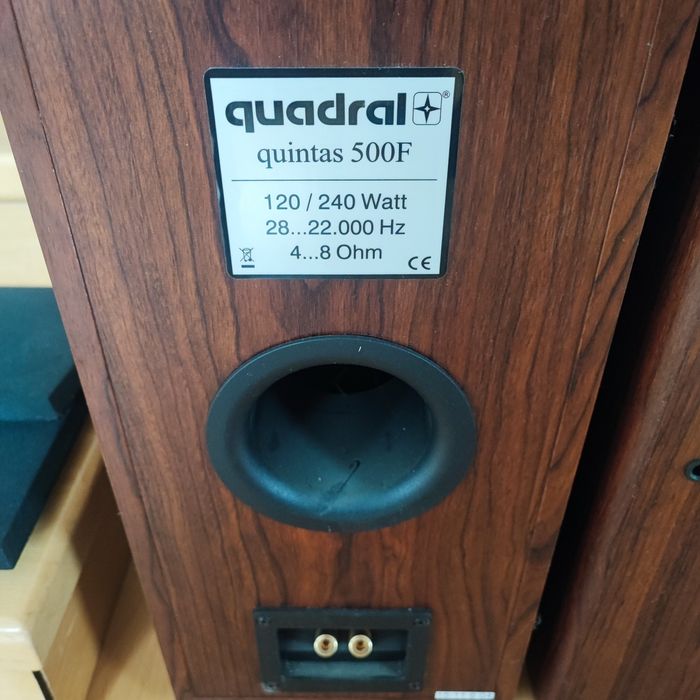 quadral®
quintas 500F
120 / 240 Watt
28...22.000 Hz
4...8 Ohm
CE